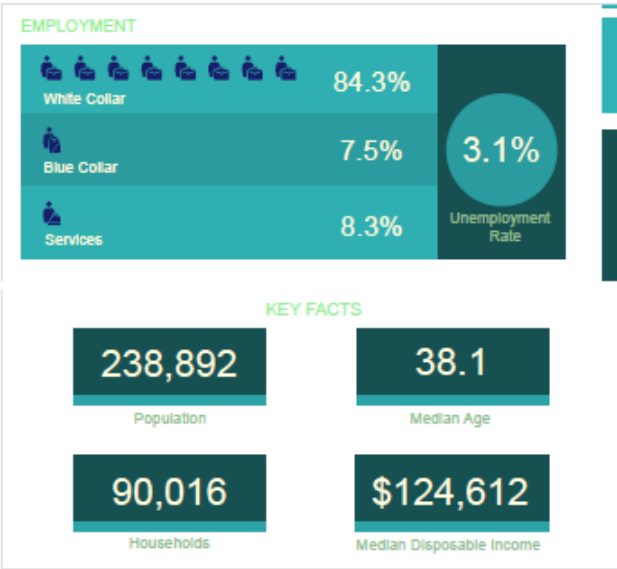 EMPLOYMENT
84.3%
White Collar
7.5%
Blue Collar
8.3%
Services
3.1%
Unemployment
Rate
KEY FACTS
238,892
Population
38.1
Median Age
90,016
Households
$124,612
Median Disposable Income